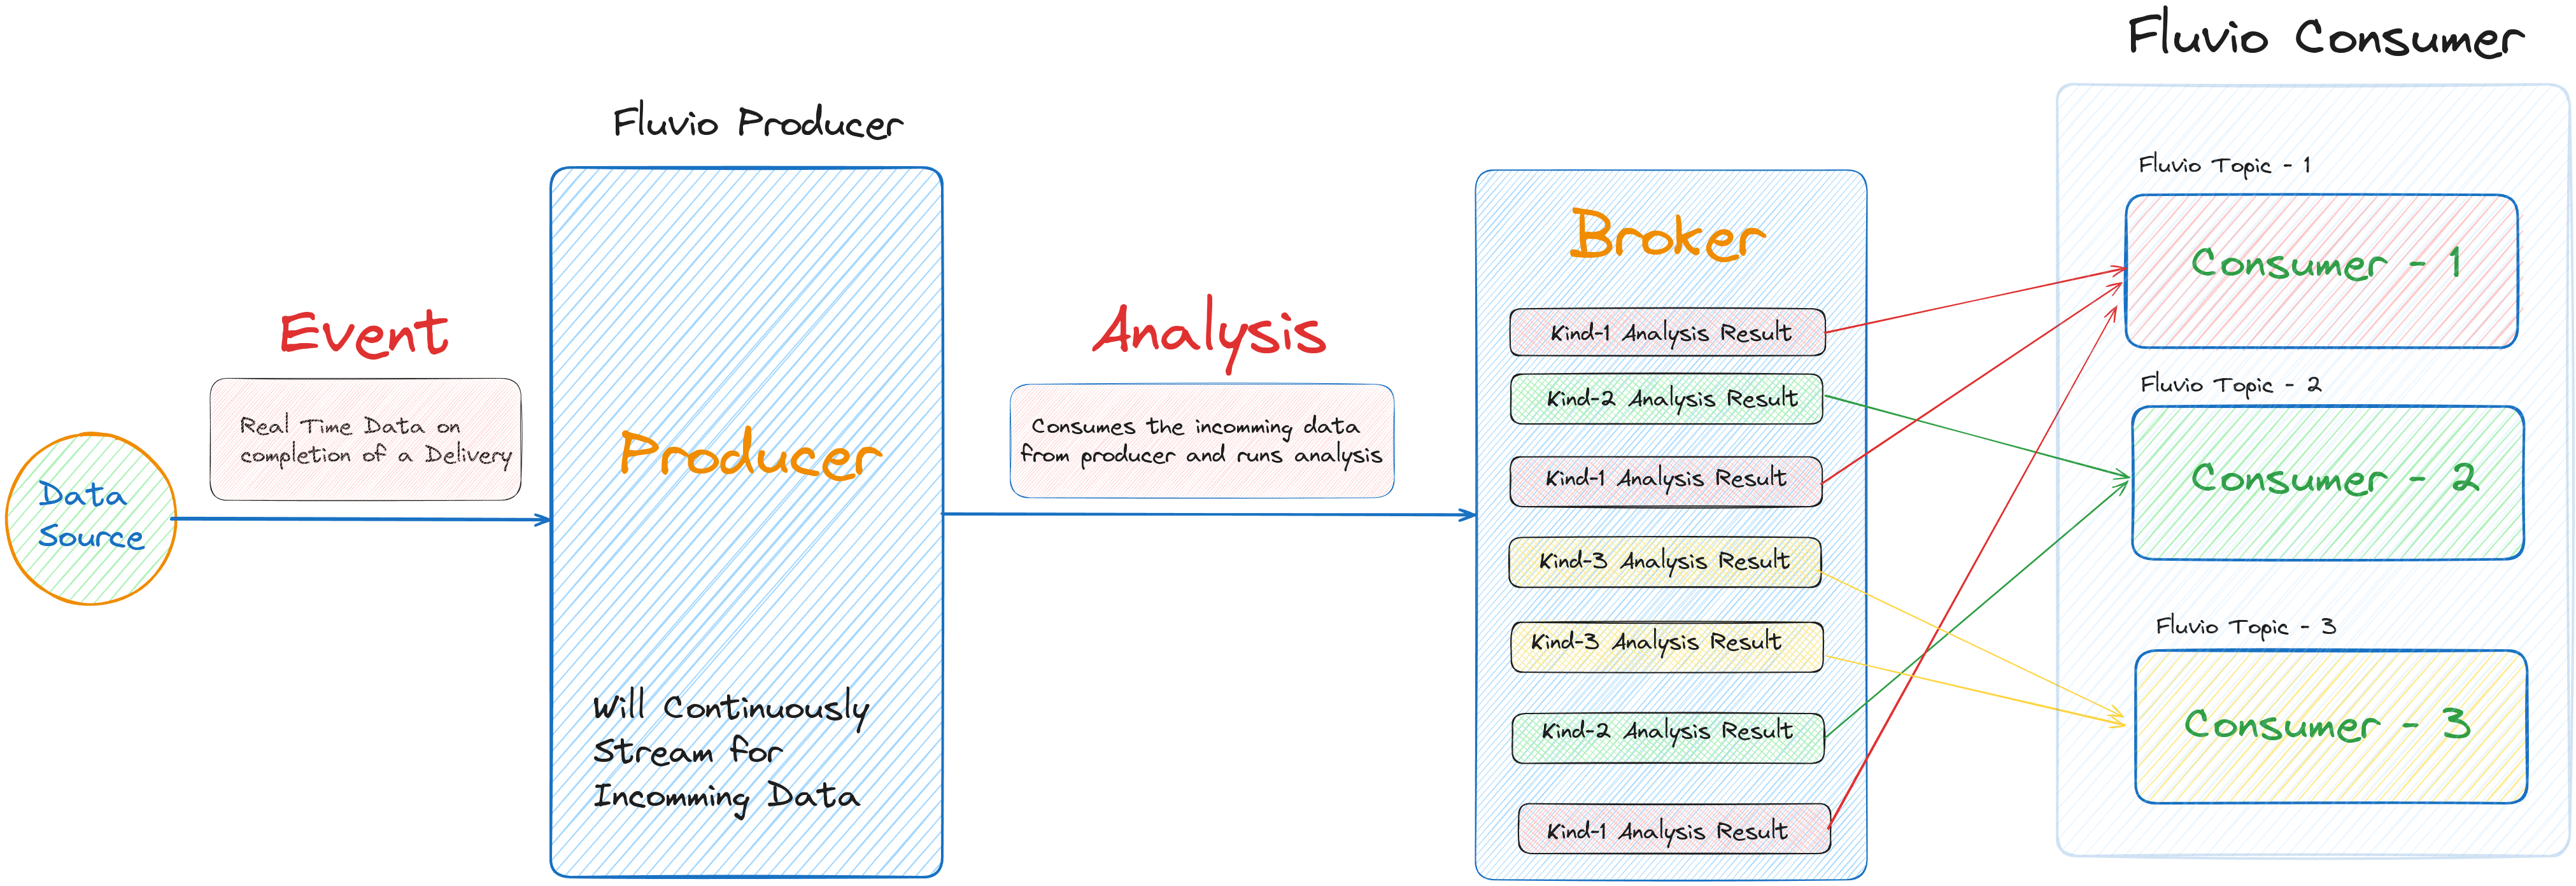 Data
Source
Event
Real Time Data on
completion of a Delivery
Fluvio Producer
Producer
Will Continuously
Stream for
Incomming Data
Analysis
Consumes the incomming data
from producer and runs analysis
Broker
Kind-1 Analysis Result
Kind-2 Analysis Result
Kind-1 Analysis Result
Kind-3 Analysis Result
Kind-3 Analysis Result
Kind-2 Analysis Result
Kind-1 Analysis Result
Fluvio Consumer
Fluvio Topic - 1
Consumer - 1
Fluvio Topic - 2
Consumer - 2
Fluvio Topic - 3
Consumer - 3